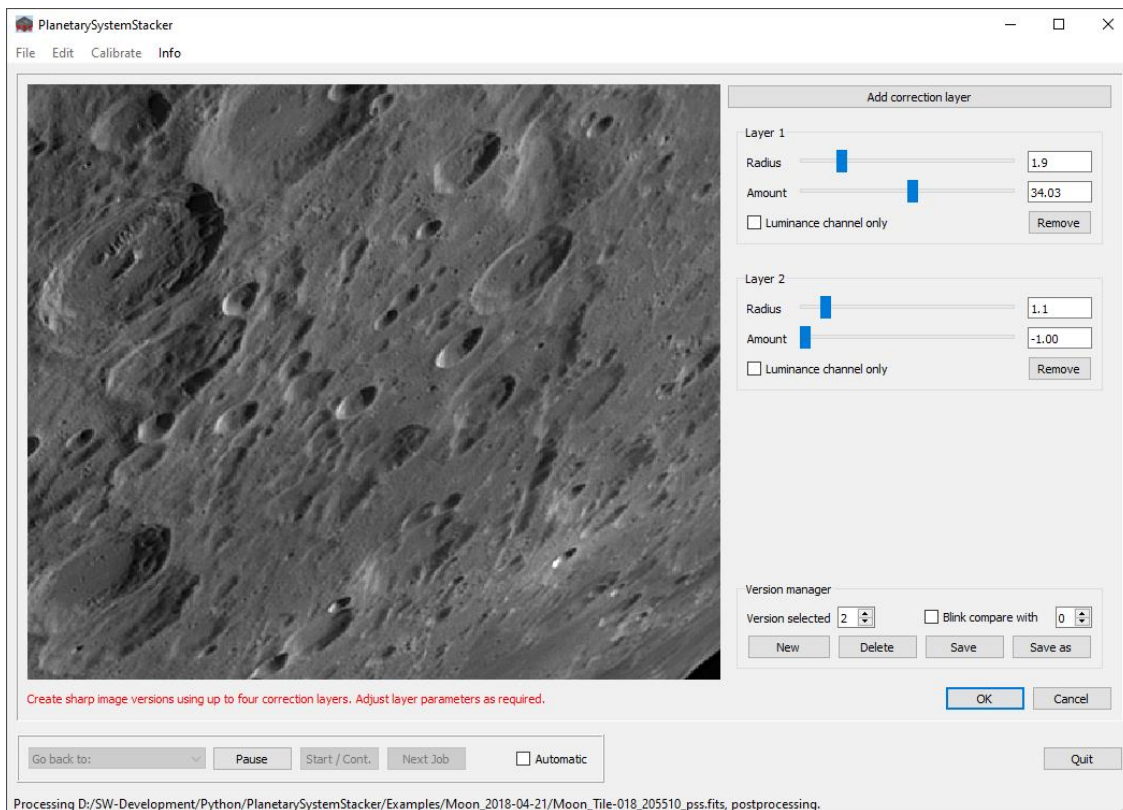 PlanetarySystemStacker
File Edit Calibrate Info
Add correction layer
Layer 1
Radius 1.9
Amount 34.03
Luminance channel only Remove
Layer 2
Radius 1.1
Amount -1.00
Luminance channel only Remove
Version manager
Version selected 2 Blink compare with 0
New Delete Save Save as
Create sharp image versions using up to four correction layers. Adjust layer parameters as required.
OK Cancel
Go back to: Pause Start / Cont. Next Job Automatic Quit
Processing D:/SW-Development/Python/PlanetarySystemStacker/Examples/Moon_2018-04-21/Moon_Tile-018_205510_pss.fits, postprocessing.